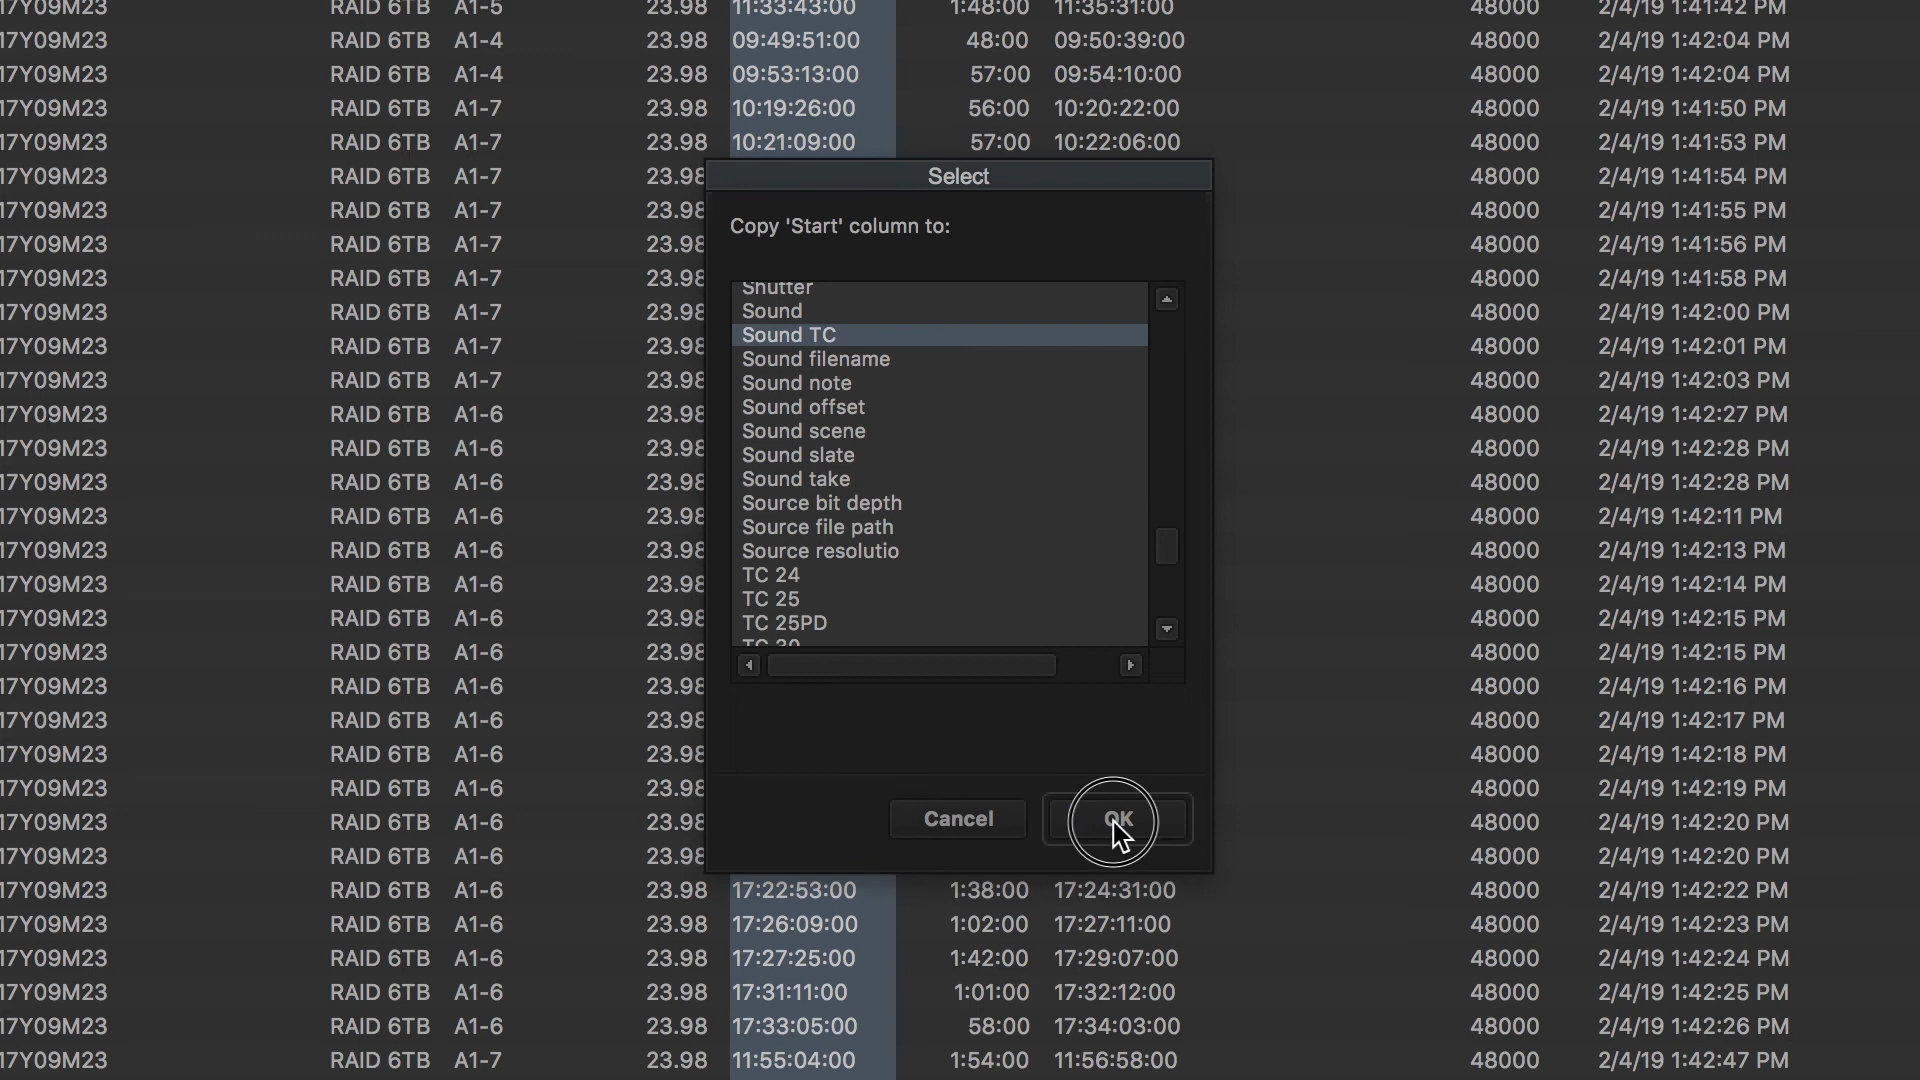 17Y09M23 RAID 6TB A1-5 23.98 11:33:43:00 1:48:00 11:35:31:00 48000 2/4/19 1:41:42 PM
17Y09M23 RAID 6TB A1-4 23.98 09:49:51:00 48:00 09:50:39:00 48000 2/4/19 1:42:04 PM
17Y09M23 RAID 6TB A1-4 23.98 09:53:13:00 57:00 09:54:10:00 48000 2/4/19 1:42:04 PM
17Y09M23 RAID 6TB A1-7 23.98 10:19:26:00 56:00 10:20:22:00 48000 2/4/19 1:41:50 PM
17Y09M23 RAID 6TB A1-7 23.98 10:21:09:00 57:00 10:22:06:00 48000 2/4/19 1:41:53 PM
17Y09M23 RAID 6TB A1-7 23.98 48000 2/4/19 1:41:54 PM
17Y09M23 RAID 6TB A1-7 23.98 48000 2/4/19 1:41:55 PM
17Y09M23 RAID 6TB A1-7 23.98 48000 2/4/19 1:41:56 PM
17Y09M23 RAID 6TB A1-7 23.98 48000 2/4/19 1:41:58 PM
17Y09M23 RAID 6TB A1-7 23.98 48000 2/4/19 1:42:00 PM
17Y09M23 RAID 6TB A1-7 23.98 48000 2/4/19 1:42:01 PM
17Y09M23 RAID 6TB A1-7 23.98 48000 2/4/19 1:42:03 PM
17Y09M23 RAID 6TB A1-6 23.98 48000 2/4/19 1:42:27 PM
17Y09M23 RAID 6TB A1-6 23.98 48000 2/4/19 1:42:28 PM
17Y09M23 RAID 6TB A1-6 23.98 48000 2/4/19 1:42:28 PM
17Y09M23 RAID 6TB A1-6 23.98 48000 2/4/19 1:42:11 PM
17Y09M23 RAID 6TB A1-6 23.98 48000 2/4/19 1:42:13 PM
17Y09M23 RAID 6TB A1-6 23.98 48000 2/4/19 1:42:14 PM
17Y09M23 RAID 6TB A1-6 23.98 48000 2/4/19 1:42:15 PM
17Y09M23 RAID 6TB A1-6 23.98 48000 2/4/19 1:42:15 PM
17Y09M23 RAID 6TB A1-6 23.98 48000 2/4/19 1:42:16 PM
17Y09M23 RAID 6TB A1-6 23.98 48000 2/4/19 1:42:17 PM
17Y09M23 RAID 6TB A1-6 23.98 48000 2/4/19 1:42:18 PM
17Y09M23 RAID 6TB A1-6 23.98 48000 2/4/19 1:42:19 PM
17Y09M23 RAID 6TB A1-6 23.98 48000 2/4/19 1:42:20 PM
17Y09M23 RAID 6TB A1-6 23.98 48000 2/4/19 1:42:20 PM
17Y09M23 RAID 6TB A1-6 23.98 17:22:53:00 1:38:00 17:24:31:00 48000 2/4/19 1:42:22 PM
17Y09M23 RAID 6TB A1-6 23.98 17:26:09:00 1:02:00 17:27:11:00 48000 2/4/19 1:42:23 PM
17Y09M23 RAID 6TB A1-6 23.98 17:27:25:00 1:42:00 17:29:07:00 48000 2/4/19 1:42:24 PM
17Y09M23 RAID 6TB A1-6 23.98 17:31:11:00 1:01:00 17:32:12:00 48000 2/4/19 1:42:25 PM
17Y09M23 RAID 6TB A1-6 23.98 17:33:05:00 58:00 17:34:03:00 48000 2/4/19 1:42:26 PM
17Y09M23 RAID 6TB A1-7 23.98 11:55:04:00 1:54:00 11:56:58:00 48000 2/4/19 1:42:47 PM
Select
Copy 'Start' column to:
Shutter
Sound
Sound TC
Sound filename
Sound note
Sound offset
Sound scene
Sound slate
Sound take
Source bit depth
Source file path
Source resolutio
TC 24
TC 25
TC 25PD
TC 30
Cancel OK